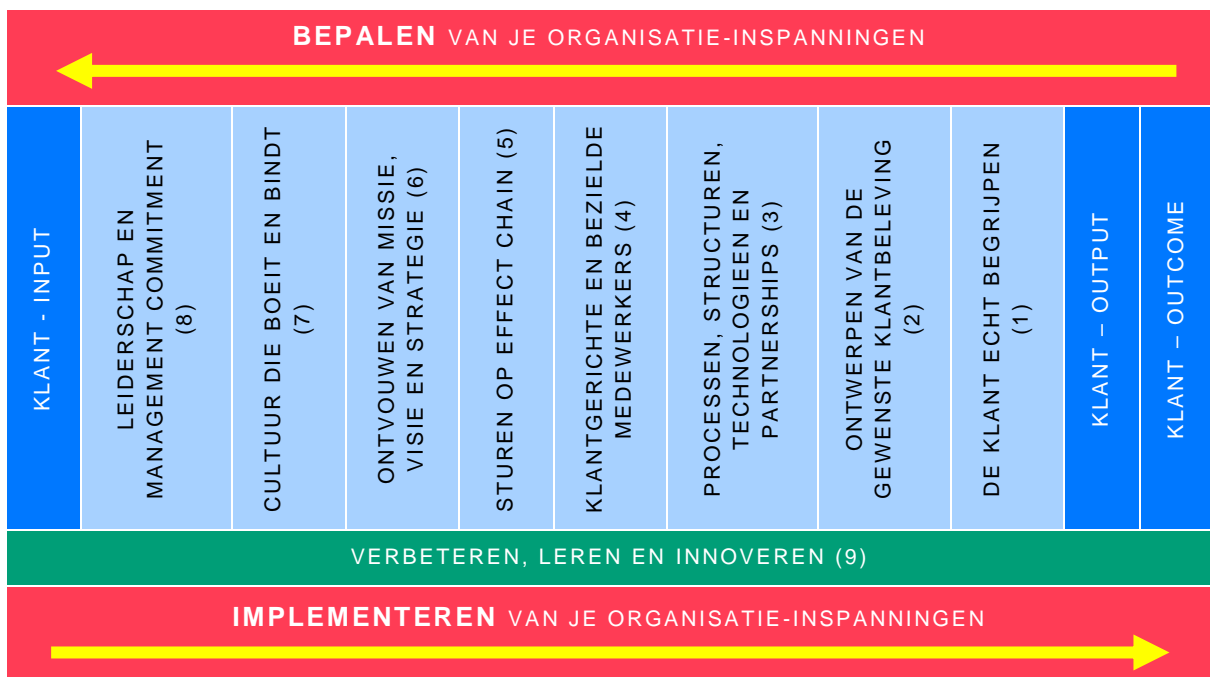 BEPALEN VAN JE ORGANISATIE-INSPANNINGEN
KLANT - INPUT
LEIDERSCHAP EN
MANAGEMENT COMMITMENT
(8)
CULTUUR DIE BOEIT EN BINDT
(7)
ONTVOUWEN VAN MISSIE,
VISIE EN STRATEGIE (6)
STUREN OP EFFECT CHAIN (5)
KLANTGERICHTE EN BEZIELDE
MEDEWERKERS (4)
PROCESSEN, STRUCTUREN,
TECHNOLOGIEEN EN
PARTNERSHIPS (3)
ONTWERPEN VAN DE
GEWENSTE KLANTBELEVING
(2)
DE KLANT ECHT BEGRIJPEN
(1)
KLANT – OUTPUT
KLANT – OUTCOME
VERBETEREN, LEREN EN INNOVEREN (9)
IMPLEMENTEREN VAN JE ORGANISATIE-INSPANNINGEN